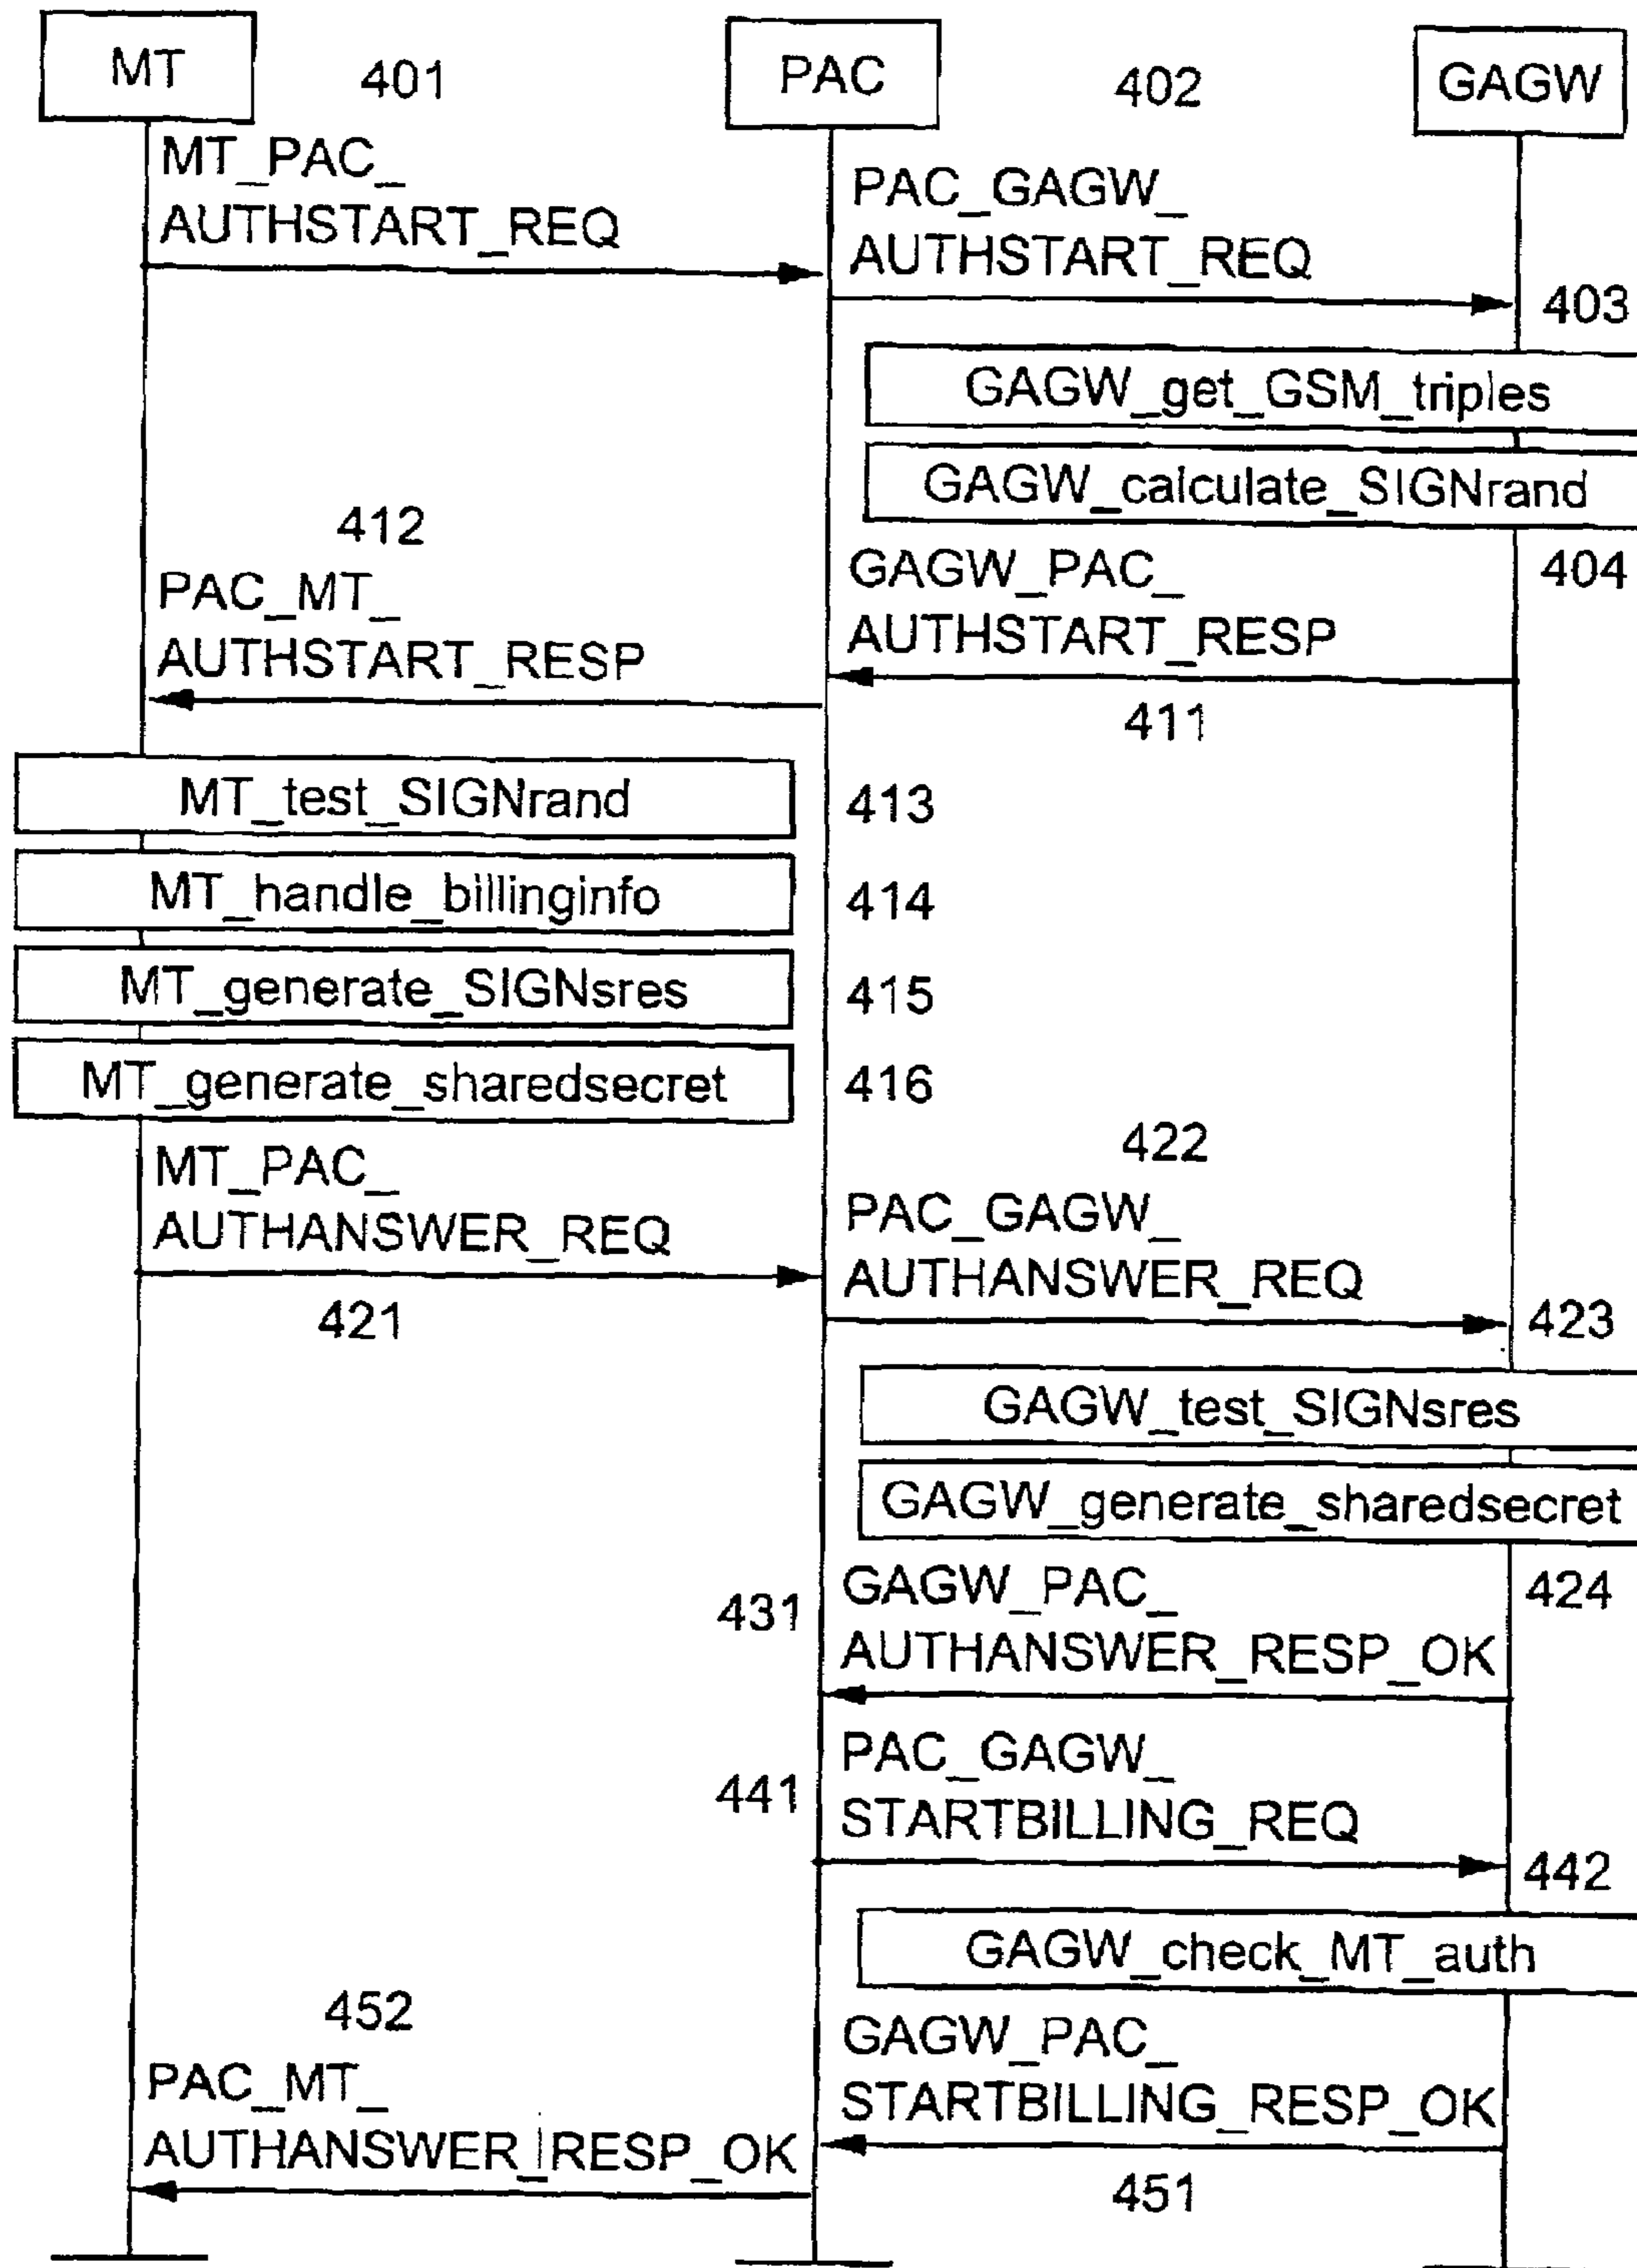 MT
401
PAC
402
GAGW
MT_PAC_
AUTHSTART_REQ
PAC_GAGW_
AUTHSTART_REQ
403
GAGW_get_GSM_triples
GAGW_calculate_SIGNrand
412
PAC_MT_
AUTHSTART_RESP
GAGW_PAC_
AUTHSTART_RESP
404
411
MT_test_SIGNrand
413
MT_handle_billinginfo
414
MT_generate_SIGNsres
415
MT_generate_sharedsecret
416
MT_PAC_
AUTHANSWER_REQ
421
422
PAC_GAGW_
AUTHANSWER_REQ
423
GAGW_test_SIGNsres
GAGW_generate_sharedsecret
431
GAGW_PAC_
AUTHANSWER_RESP_OK
424
441
PAC_GAGW_
STARTBILLING_REQ
442
GAGW_check_MT_auth
452
PAC_MT_
AUTHANSWER_RESP_OK
GAGW_PAC_
STARTBILLING_RESP_OK
451